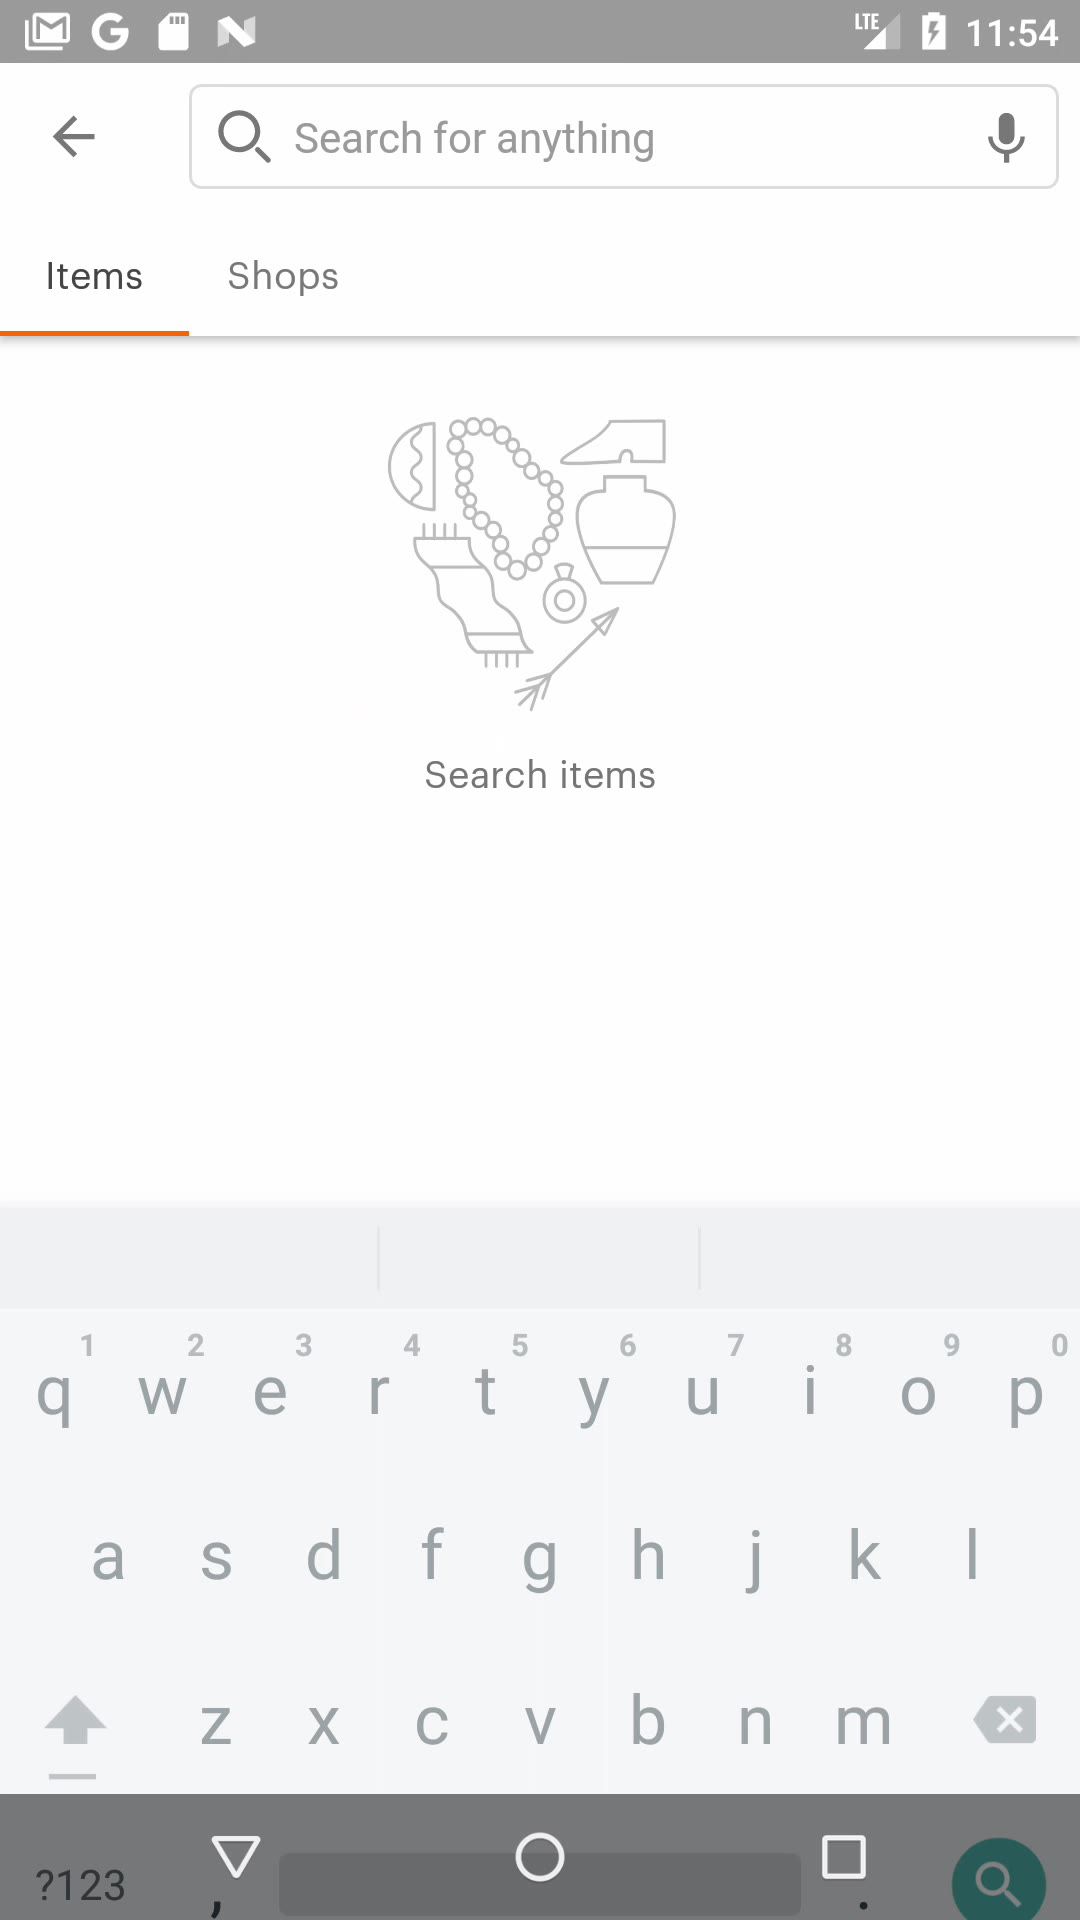 LTE 11:54
Search for anything
Items Shops
Search items
1 2 3 4 5 6 7 8 9 0
q w e r t y u i o p
a s d f g h j k l
z x c v b n m
?123 , .